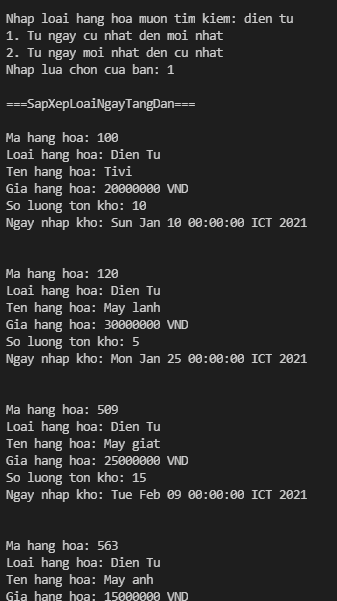 Nhap loai hang hoa muon tim kiem: dien tu
1. Tu ngay cu nhat den moi nhat
2. Tu ngay moi nhat den cu nhat
Nhap lua chon cua ban: 1
===SapXepLoaiNgayTangDan===
Ma hang hoa: 100
Loai hang hoa: Dien Tu
Ten hang hoa: Tivi
Gia hang hoa: 20000000 VND
So luong ton kho: 10
Ngay nhap kho: Sun Jan 10 00:00:00 ICT 2021
Ma hang hoa: 120
Loai hang hoa: Dien Tu
Ten hang hoa: May lanh
Gia hang hoa: 30000000 VND
So luong ton kho: 5
Ngay nhap kho: Mon Jan 25 00:00:00 ICT 2021
Ma hang hoa: 509
Loai hang hoa: Dien Tu
Ten hang hoa: May giat
Gia hang hoa: 25000000 VND
So luong ton kho: 15
Ngay nhap kho: Tue Feb 09 00:00:00 ICT 2021
Ma hang hoa: 563
Loai hang hoa: Dien Tu
Ten hang hoa: May anh
Gia hang hoa: 15000000 VND